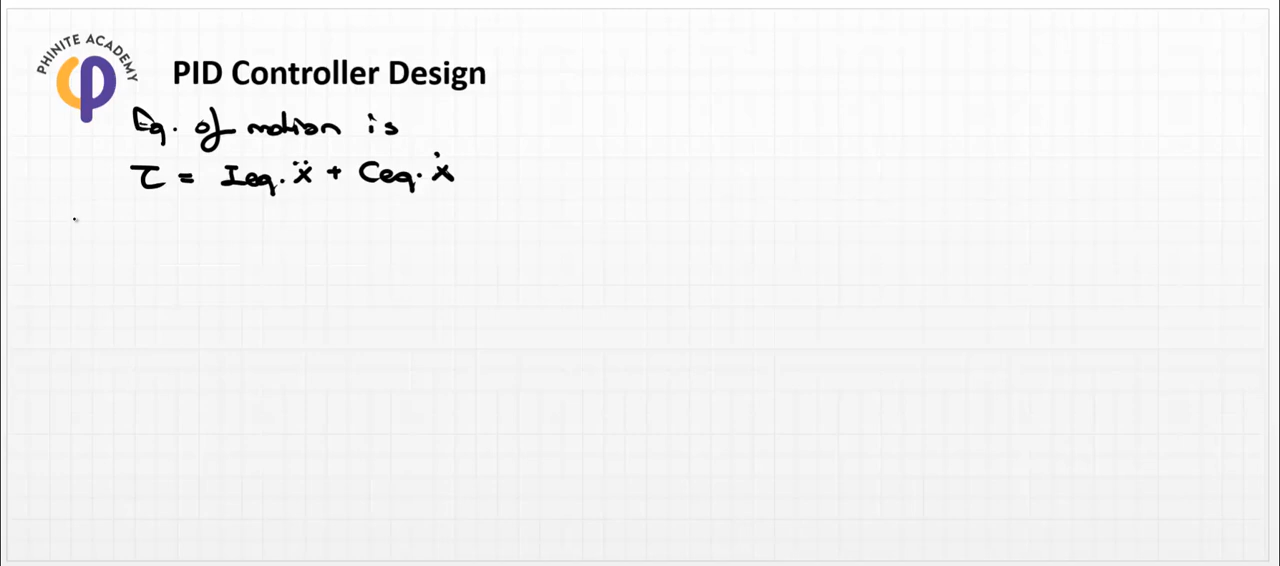 PHINITE ACADEMY
PID Controller Design
Eq. of motion is
τ = Ieq. ẍ + Ceq. ẋ